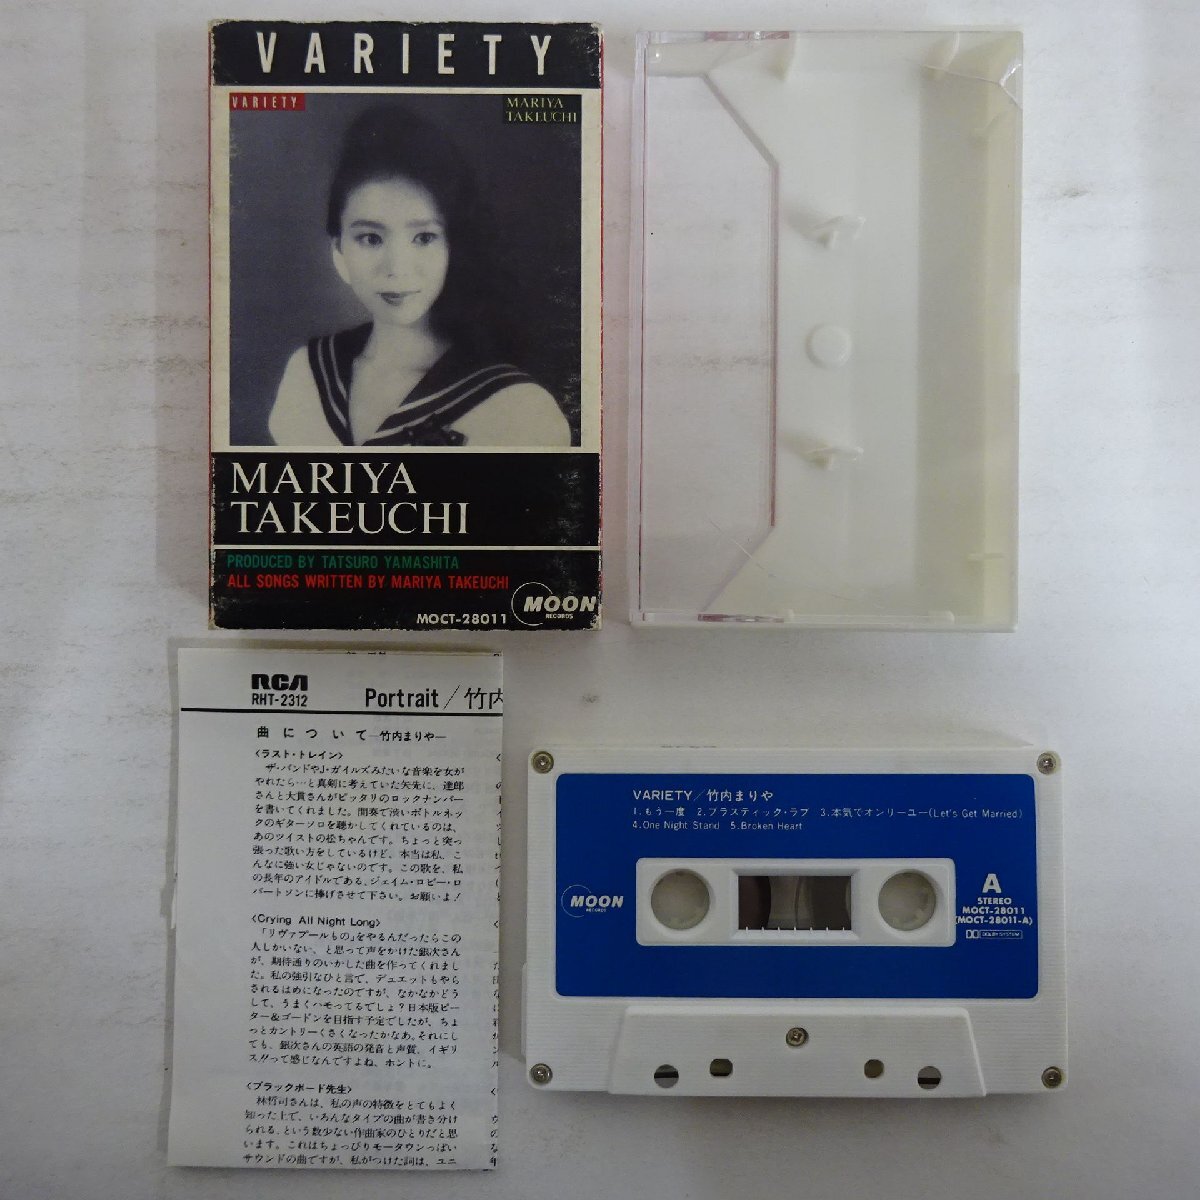 VARIETY
VARIETY
MARIYA
TAKEUCHI
MARIYA
TAKEUCHI
PRODUCED BY TATSURO YAMASHITA
ALL SONGS WRITTEN BY MARIYA TAKEUCHI
MOON
RECORDS
MOCT-28011
RCA
RHT-2312
Portrait／竹内
曲について—竹内まりや—
〈ラスト・トレイン〉
ザ・バンドやJ・ガイルズみたいな音楽を女が
やれたら…と真剣に考えていた矢先に、達郎
さんと大貫さんがピッタリのロックナンバー
を書いてくれました。間奏で渋いボトルネッ
クのギターソロを聴かしてくれているのは、
あのツイストの松ちゃんです。ちょっと突っ
張った歌い方をしているけど、本当は私、こ
んなに強い女じゃないのです。この歌を、私
の長年のアイドルである、ジェイム・ロビー・ロ
バートソンに捧げさせて下さい。お願いよ！
〈Crying All Night Long〉
「リヴァプールもの」をやるんだったらこの
人しかいない、と思って声をかけた銀次さん
が、期待通りのいかした曲を作ってくれまし
た。私の強引なひと言で、デュエットもやら
されるはめになったのですが、なかなかどう
して、うまくハモってるでしょ？日本版ピー
ター&ゴードンを目指す予定でしたが、ちょ
っとカントリーくさくなったかなあ。それにし
ても、銀次さんの英語の発音と声質、イギリ
ス!!って感じなんですよね、ホントに。
〈ブラックボード先生〉
林哲司さんは、私の声の特徴をとてもよく
知った上で、いろんなタイプの曲が書き分け
られる、という数少ない作曲家のひとりだと思
います。これはちょっぴりモータウンっぽい
サウンドの曲ですが、私がつけた詞は、ユニ
VARIETY／竹内まりや
1.もう一度 2.プラスティック・ラブ 3.本気でオンリーユー(Let's Get Married)
4.One Night Stand 5.Broken Heart
MOON
RECORDS
A
STEREO
MOCT-28011
(MOCT-28011-A)
DOLBY SYSTEM